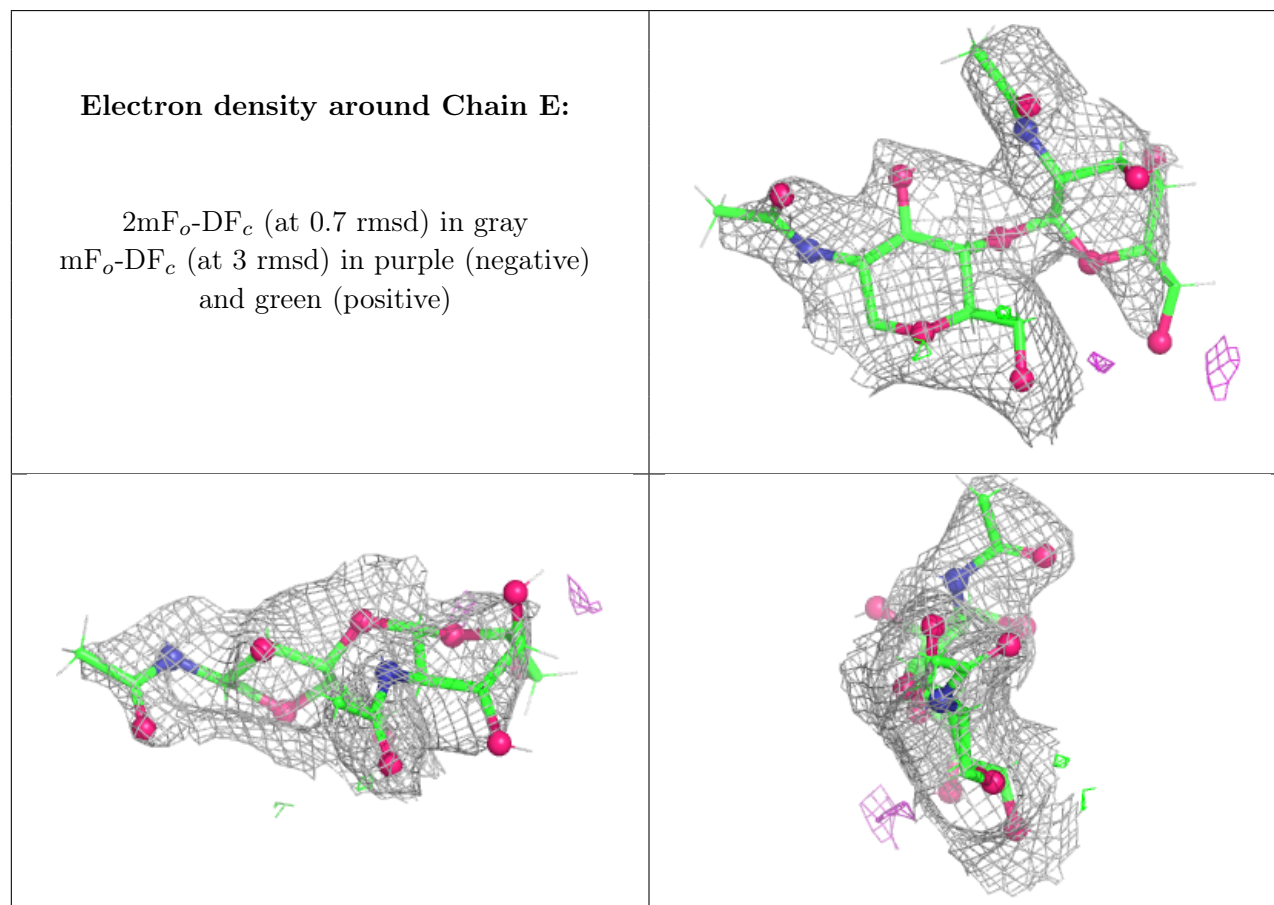 Electron density around Chain E:
2mFo-DFc (at 0.7 rmsd) in gray
mFo-DFc (at 3 rmsd) in purple (negative)
and green (positive)